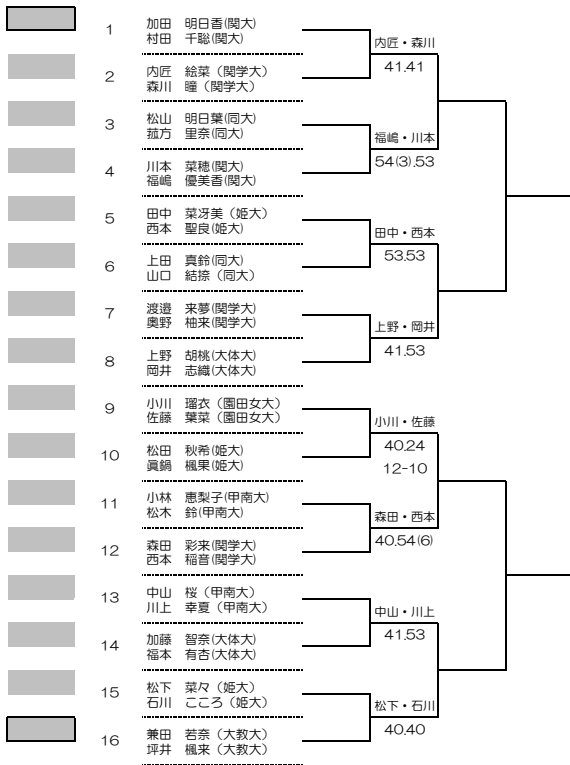 1
加田　明日香(関大)
村田　千聡(関大)
内匠・森川
41.41
2
内匠　絵菜（関学大）
森川　瞳（関学大）
3
松山　明日葉(同大)
菰方　里奈(同大)
福嶋・川本
54(3).53
4
川本　菜穂(関大)
福嶋　優美香(関大)
5
田中　菜冴美（姫大）
西本　聖良(姫大)
田中・西本
53.53
6
上田　真鈴(同大)
山口　結捺（同大）
7
渡邉　来夢(関学大)
奥野　柚来(関学大)
上野・岡井
41.53
8
上野　胡桃(大体大)
岡井　志織(大体大)
9
小川　瑠衣（園田女大）
佐藤　葉菜（園田女大）
小川・佐藤
40.24
12-10
10
松田　秋希(姫大)
眞鍋　楓果(姫大)
11
小林　恵梨子(甲南大)
松木　鈴(甲南大)
森田・西本
40.54(6)
12
森田　彩来(関学大)
西本　稲音(関学大)
13
中山　桜（甲南大）
川上　幸夏（甲南大）
中山・川上
41.53
14
加藤　智奈(大体大)
福本　有杏(大体大)
15
松下　菜々（姫大）
石川　こころ（姫大）
松下・石川
40.40
16
兼田　若奈（大教大）
坪井　楓来（大教大）